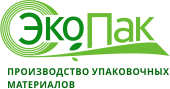 ЭкоПак
ПРОИЗВОДСТВО УПАКОВОЧНЫХ
МАТЕРИАЛОВ